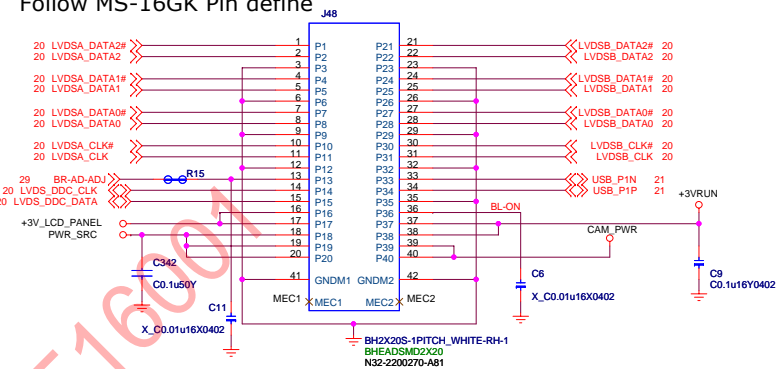 Follow MS-16GK Pin define
J48
20 LVDSA_DATA2# 1 P1 P21 21 LVDSB_DATA2# 20
20 LVDSA_DATA2 2 P2 P22 22 LVDSB_DATA2 20
3 P3 P23 23
20 LVDSA_DATA1# 4 P4 P24 24 LVDSB_DATA1# 20
20 LVDSA_DATA1 5 P5 P25 25 LVDSB_DATA1 20
6 P6 P26 26
20 LVDSA_DATA0# 7 P7 P27 27 LVDSB_DATA0# 20
20 LVDSA_DATA0 8 P8 P28 28 LVDSB_DATA0 20
9 P9 P29 29
20 LVDSA_CLK# 10 P10 P30 30 LVDSB_CLK# 20
20 LVDSA_CLK 11 P11 P31 31 LVDSB_CLK 20
12 P12 P32 32
29 BR-AD-ADJ R15 13 P13 P33 33 USB_P1N 21
20 LVDS_DDC_CLK 14 P14 P34 34 USB_P1P 21
20 LVDS_DDC_DATA 15 P15 P35 35
16 P16 P36 36 BL-ON +3VRUN
+3V_LCD_PANEL 17 P17 P37 37
PWR_SRC 18 P18 P38 38 CAM_PWR
19 P19 P39 39
20 P20 P40 40
C342 41 GNDM1 GNDM2 42 C6 C9
C0.1u50Y C0.1u16Y0402
MEC1 MEC1 MEC2 MEC2 X_C0.01u16X0402
C11
X_C0.01u16X0402
BH2X20S-1PITCH_WHITE-RH-1
BHEADSMD2X20
N32-2200270-A81
16001